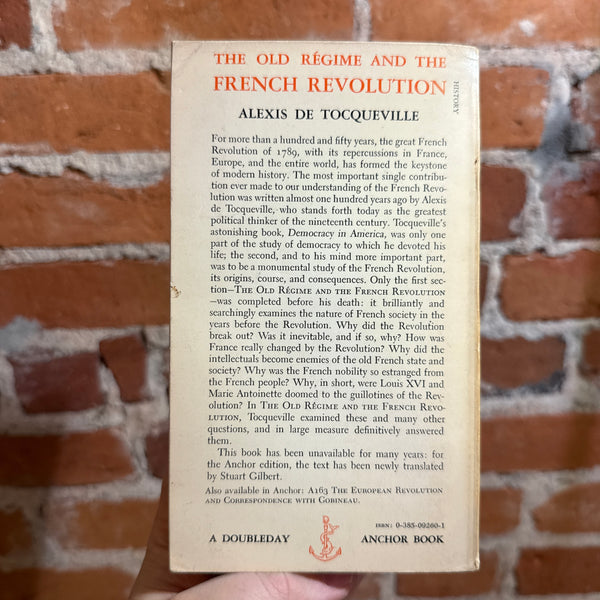 THE OLD RÉGIME AND THE
FRENCH REVOLUTION
HISTORY
ALEXIS DE TOCQUEVILLE
For more than a hundred and fifty years, the great French
Revolution of 1789, with its repercussions in France,
Europe, and the entire world, has formed the keystone
of modern history. The most important single contribu-
tion ever made to our understanding of the French Revo-
lution was written almost one hundred years ago by Alexis
de Tocqueville, who stands forth today as the greatest
political thinker of the nineteenth century. Tocqueville's
astonishing book, Democracy in America, was only one
part of the study of democracy to which he devoted his
life; the second, and to his mind more important part,
was to be a monumental study of the French Revolution,
its origins, course, and consequences. Only the first sec-
tion—THE OLD RÉGIME AND THE FRENCH REVOLUTION
—was completed before his death: it brilliantly and
searchingly examines the nature of French society in the
years before the Revolution. Why did the Revolution
break out? Was it inevitable, and if so, why? How was
France really changed by the Revolution? Why did the
intellectuals become enemies of the old French state and
society? Why was the French nobility so estranged from
the French people? Why, in short, were Louis XVI and
Marie Antoinette doomed to the guillotines of the Rev-
olution? In THE OLD RÉGIME AND THE FRENCH REVO-
LUTION, Tocqueville examined these and many other
questions, and in large measure definitively answered
them.
This book has been unavailable for many years: for
the Anchor edition, the text has been newly translated
by Stuart Gilbert.
Also available in Anchor: A163 THE EUROPEAN REVOLUTION
AND CORRESPONDENCE WITH GOBINEAU.
ISBN: 0-385-09260-1
A DOUBLEDAY ANCHOR BOOK